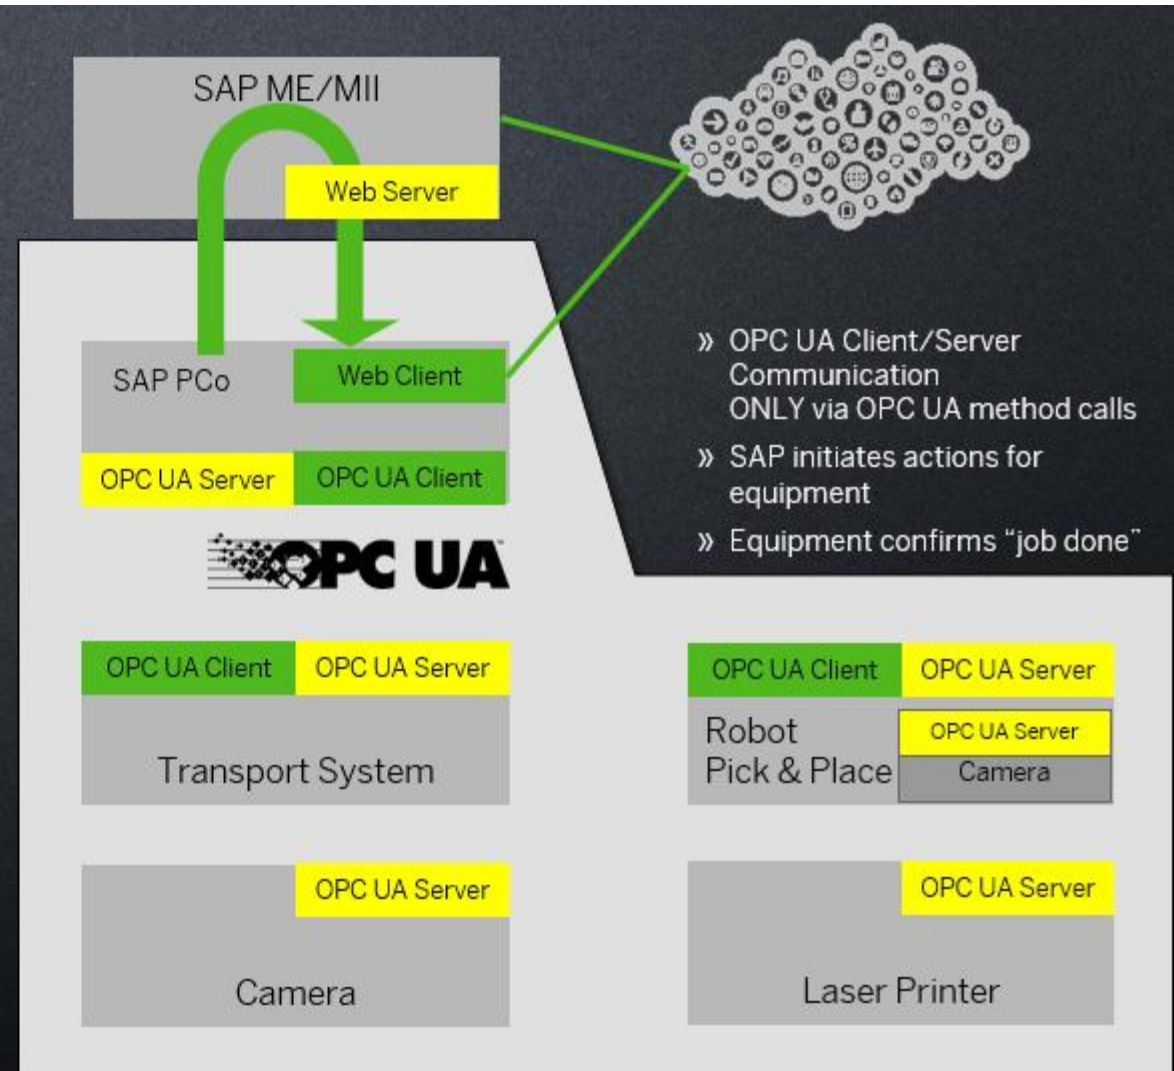 SAP ME/MII
Web Server
SAP PCo
Web Client
OPC UA Server
OPC UA Client
OPC UA
» OPC UA Client/Server
Communication
ONLY via OPC UA method calls
» SAP initiates actions for
equipment
» Equipment confirms “job done”
OPC UA Client
OPC UA Server
Transport System
OPC UA Client
OPC UA Server
Robot
Pick & Place
OPC UA Server
Camera
OPC UA Server
Camera
OPC UA Server
Laser Printer